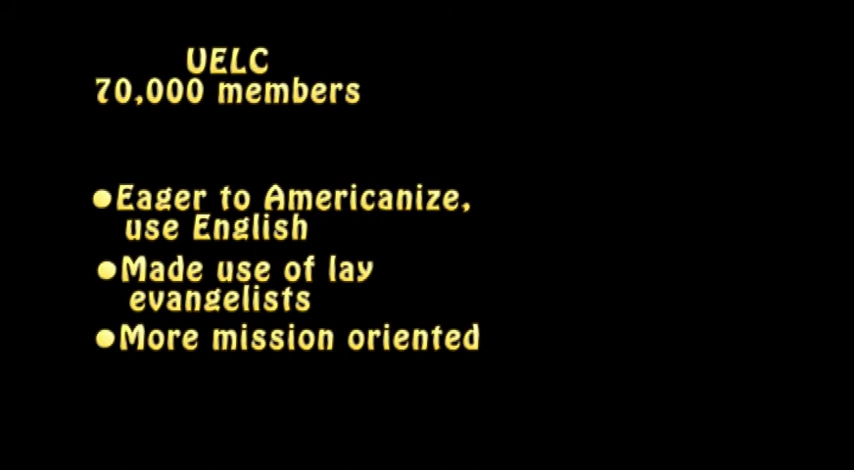 UELC
70,000 members
●Eager to Americanize,
use English
●Made use of lay
evangelists
●More mission oriented